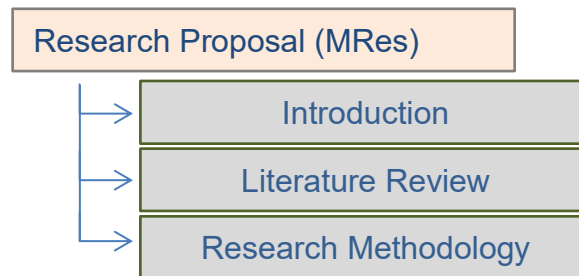 Research Proposal (MRes)
Introduction
Literature Review
Research Methodology